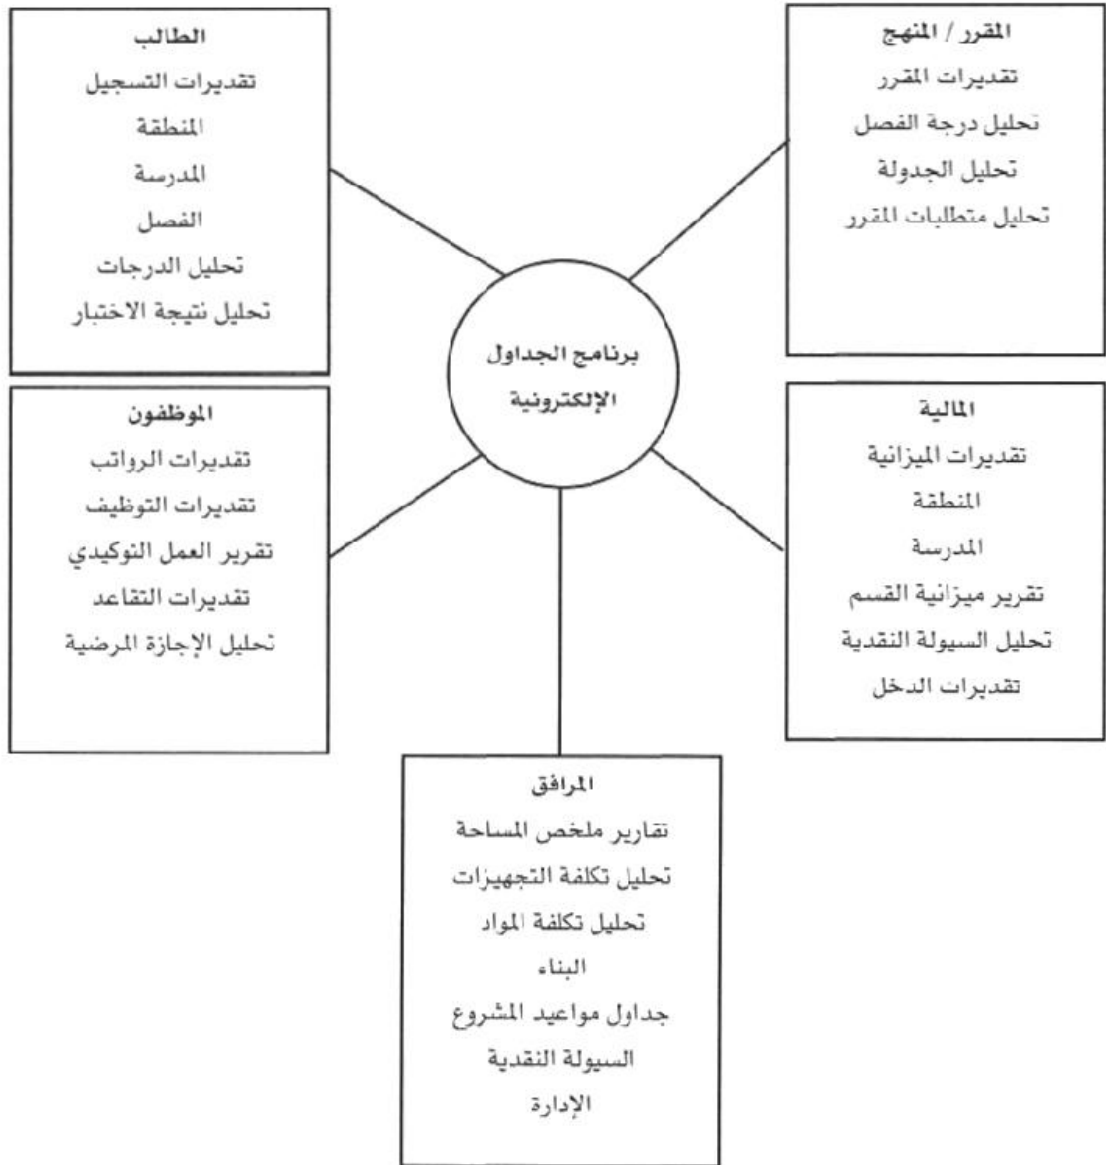 المقرر / المنهج
تقديرات المقرر
تحليل درجة الفصل
تحليل الجدولة
تحليل متطلبات المقرر
الطالب
تقديرات التسجيل
المنطقة
المدرسة
الفصل
تحليل الدرجات
تحليل نتيجة الاختبار
برنامج الجداول
الإلكترونية
المالية
تقديرات الميزانية
المنطقة
المدرسة
تقرير ميزانية القسم
تحليل السيولة النقدية
تقديرات الدخل
الموظفون
تقديرات الرواتب
تقديرات التوظيف
تقرير العمل التوكيدي
تقديرات التقاعد
تحليل الإجازة المرضية
المرافق
تقارير ملخص المساحة
تحليل تكلفة التجهيزات
تحليل تكلفة المواد
البناء
جداول مواعيد المشروع
السيولة النقدية
الإدارة